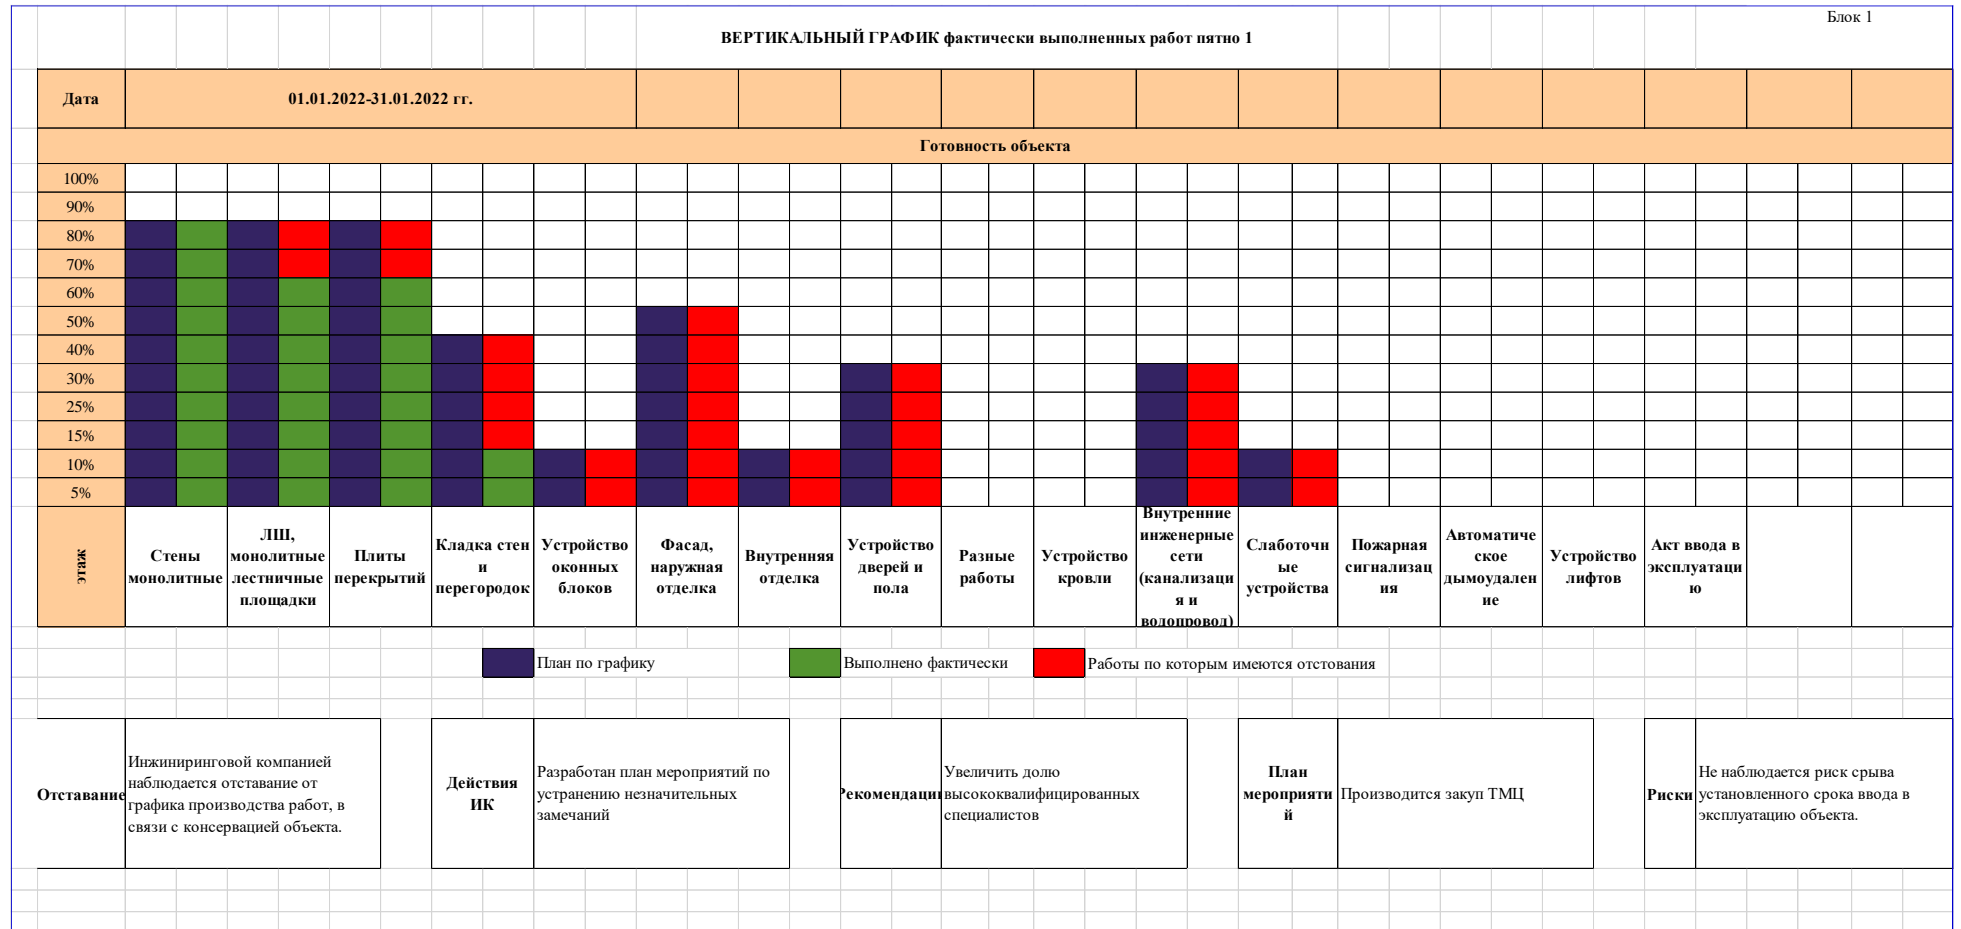 Блок 1
ВЕРТИКАЛЬНЫЙ ГРАФИК фактически выполненных работ пятно 1
Дата
01.01.2022-31.01.2022 гг.
Готовность объекта
100%
90%
80%
70%
60%
50%
40%
30%
25%
15%
10%
5%
этаж
Стены
монолитные
ЛШ,
монолитные
лестничные
площадки
Плиты
перекрытий
Кладка стен
и
перегородок
Устройство
оконных
блоков
Фасад,
наружная
отделка
Внутренняя
отделка
Устройство
дверей и
пола
Разные
работы
Устройство
кровли
Внутренние
инженерные
сети
(канализаци
я и
водопровод)
Слаботочн
ые
устройства
Пожарная
сигнализац
ия
Автоматиче
ское
дымоудален
ие
Устройство
лифтов
Акт ввода в
эксплуатаци
ю
План по графику
Выполнено фактически
Работы по которым имеются отстования
Отставание
Инжиниринговой компанией
наблюдается отставание от
графика производства работ, в
связи с консервацией объекта.
Действия
ИК
Разработан план мероприятий по
устранению незначительных
замечаний
Рекомендации
Увеличить долю
высококвалифицированных
специалистов
План
мероприяти
й
Производится закуп ТМЦ
Риски
Не наблюдается риск срыва
установленного срока ввода в
эксплуатацию объекта.